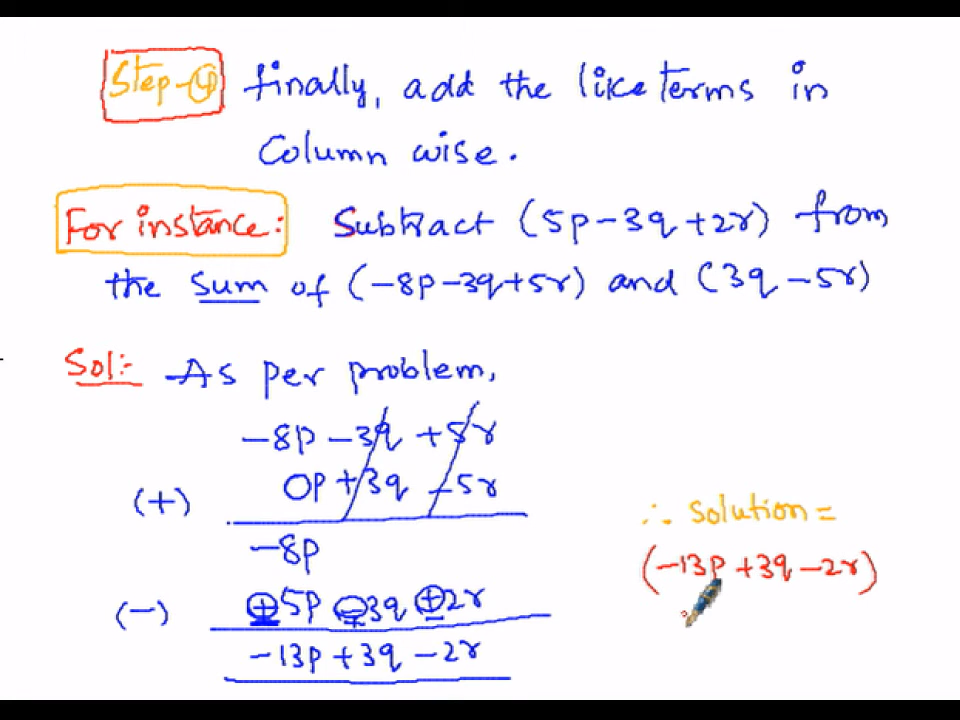 Step-4 finally, add the like terms in
Column wise.
For instance: Subtract (5p-3q+2r) from
the sum of (-8p-3q+5r) and (3q-5r)
Sol:- As per problem,
-8p -3q +5r
(+) 0p +3q -5r
-8p
(-) +5p -3q +2r
-13p +3q -2r
∴ solution =
(-13p +3q -2r)